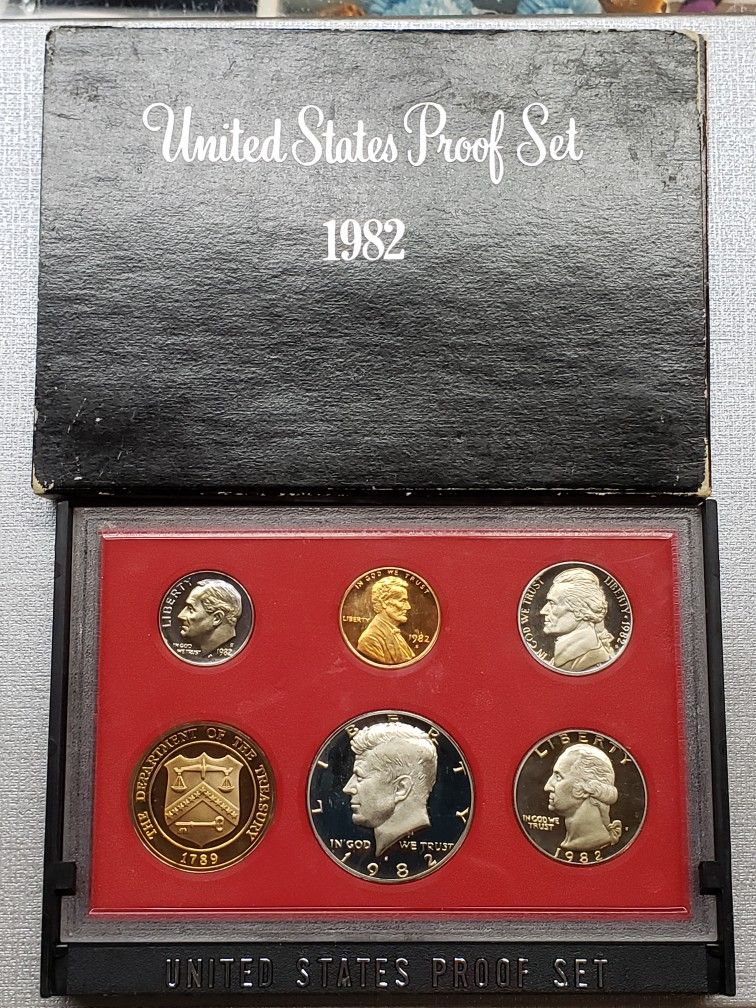 United States Proof Set
1982
LIBERTY
IN GOD
WE TRUST
1982
S
IN GOD WE TRUST
LIBERTY
1982
S
IN GOD WE TRUST
LIBERTY · 1982
THE DEPARTMENT OF THE TREASURY
1789
LIBERTY
IN GOD WE TRUST
1982
LIBERTY
IN GOD WE
TRUST
1982
UNITED STATES PROOF SET